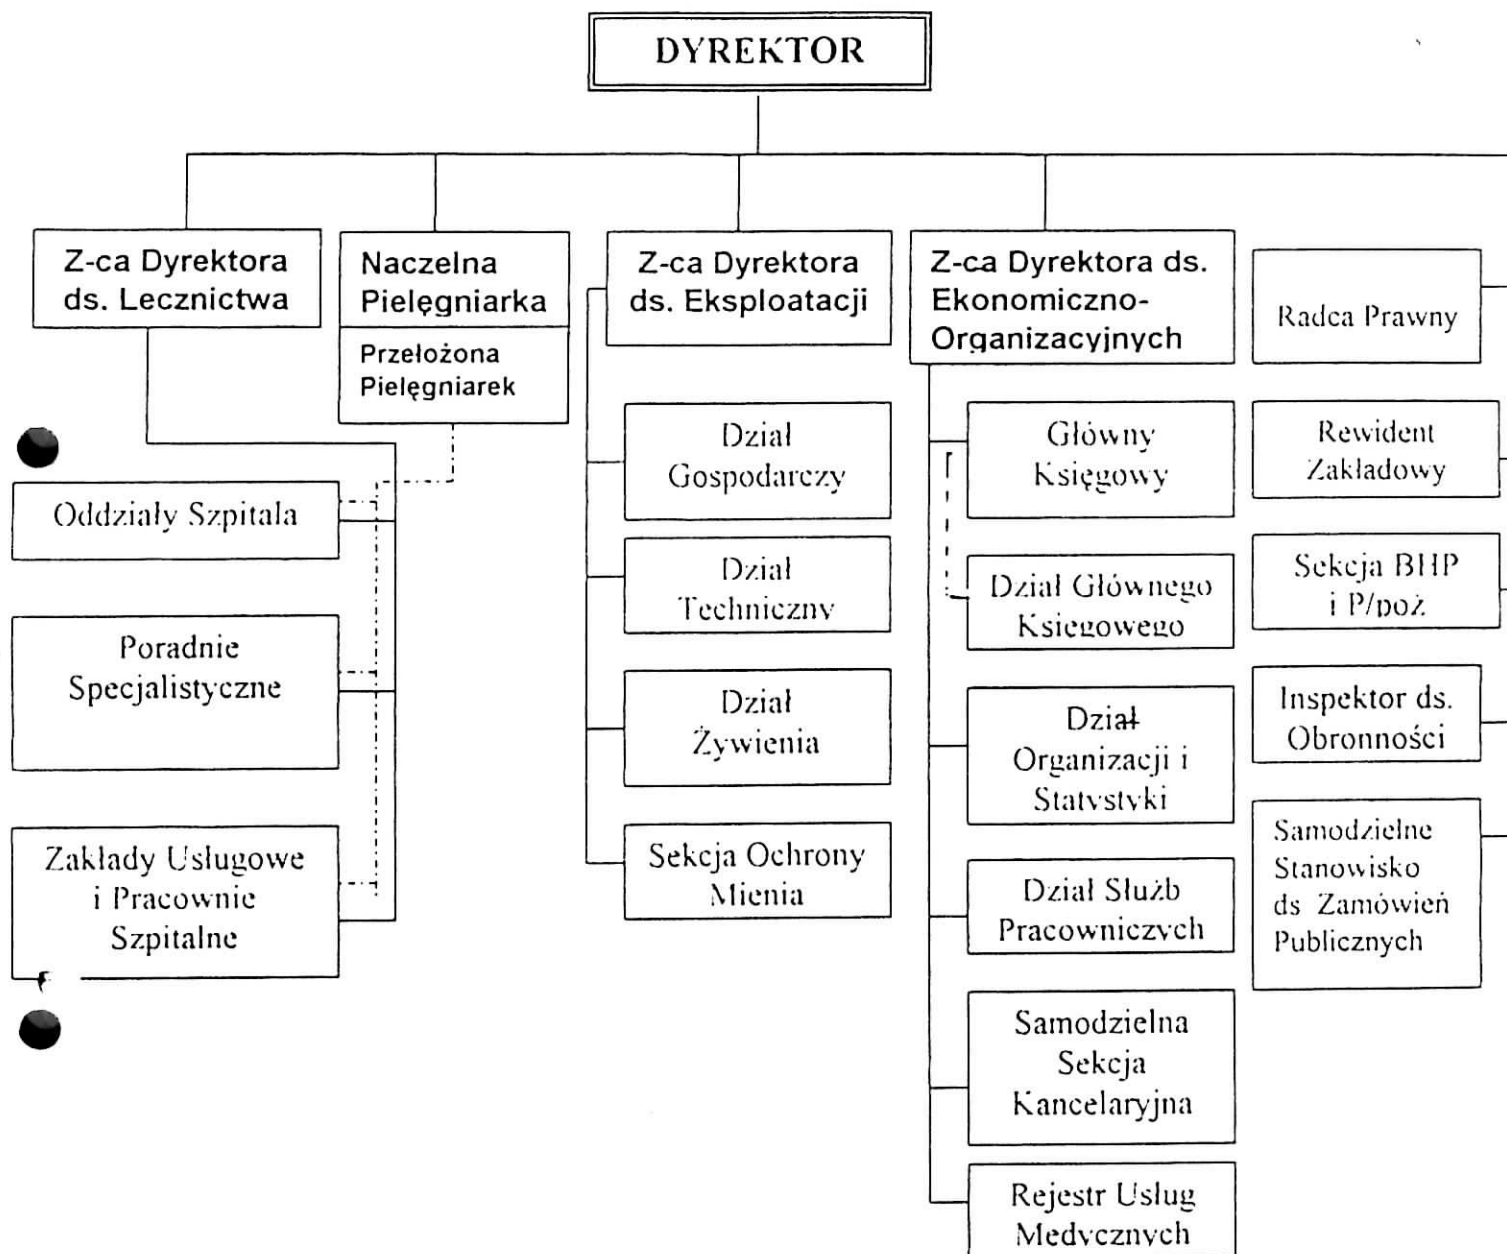 DYREKTOR
Z-ca Dyrektora
ds. Lecznictwa
Naczelna
Pielęgniarka
Przełożona
Pielęgniarek
Z-ca Dyrektora
ds. Eksploatacji
Z-ca Dyrektora ds.
Ekonomiczno-
Organizacyjnych
Radca Prawny
Oddziały Szpitala
Poradnie
Specjalistyczne
Zakłady Usługowe
i Pracownie
Szpitalne
Dział
Gospodarczy
Dział
Techniczny
Dział
Żywienia
Sekcja Ochrony
Mienia
Główny
Księgowy
Dział Głównego
Księgowego
Dział
Organizacji i
Statystyki
Dział Służb
Pracowniczych
Samodzielna
Sekcja
Kancelaryjna
Rejestr Usług
Medycznych
Rewident
Zakładowy
Sekcja BHP
i P/poż
Inspektor ds.
Obronności
Samodzielne
Stanowisko
ds Zamówień
Publicznych